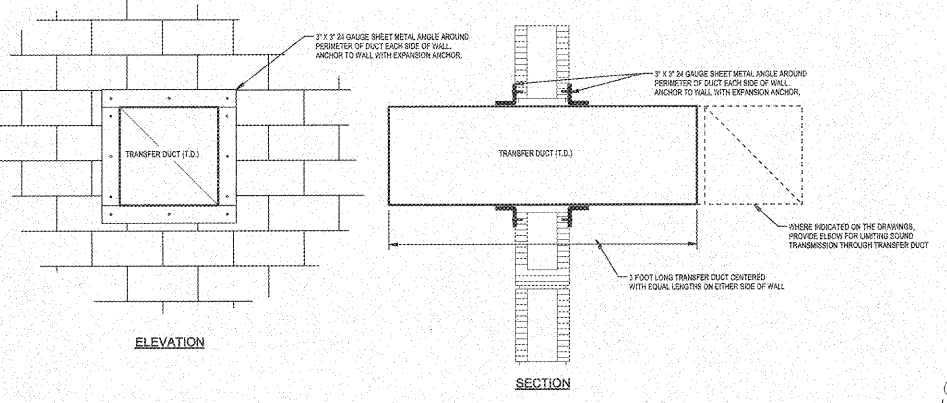 3" X 3" 24 GAUGE SHEET METAL ANGLE AROUND
PERIMETER OF DUCT EACH SIDE OF WALL.
ANCHOR TO WALL WITH EXPANSION ANCHOR.
TRANSFER DUCT (T.D.)
ELEVATION
3" X 3" 24 GAUGE SHEET METAL ANGLE AROUND
PERIMETER OF DUCT EACH SIDE OF WALL
ANCHOR TO WALL WITH EXPANSION ANCHOR.
TRANSFER DUCT (T.D.)
WHERE INDICATED ON THE DRAWINGS,
PROVIDE ELBOW FOR LIMITING SOUND
TRANSMISSION THROUGH TRANSFER DUCT
3 FOOT LONG TRANSFER DUCT CENTERED
WITH EQUAL LENGTHS ON EITHER SIDE OF WALL
SECTION